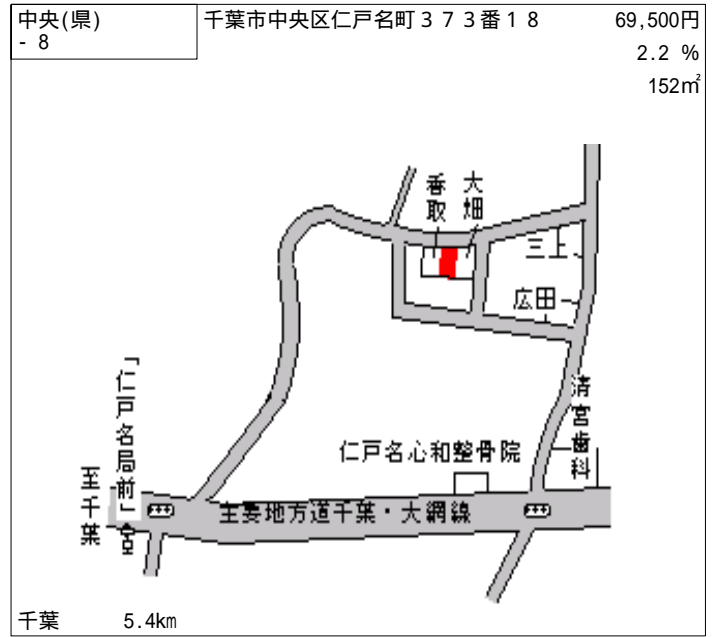 中央(県)
- 8
千葉市中央区仁戸名町３７３番１８
69,500円
2.2 %
152㎡
香取
大畑
三上
広田
清宮歯科
「仁戸名局前」
至千葉
仁戸名心和整骨院
主要地方道千葉・大網線
千葉 5.4km